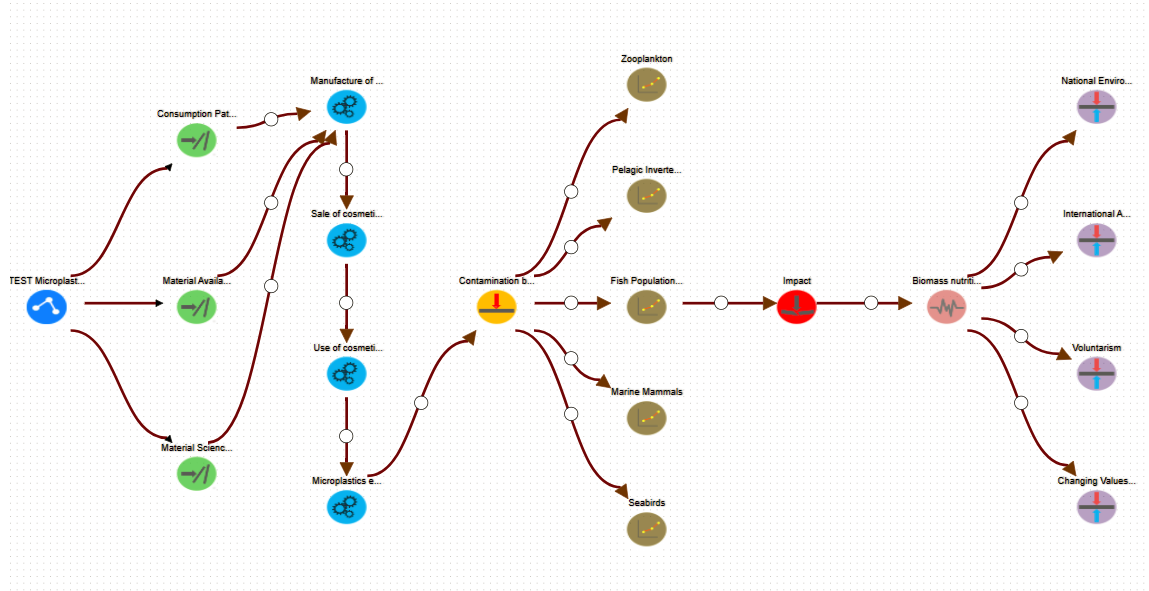 Zooplankton
Manufacture of ...
National Enviro...
Consumption Pat...
Pelagic Inverte...
Sale of cosmeti...
International A...
TEST Microplast...
Material Availa...
Contamination b...
Fish Population...
Impact
Biomass nutriti...
Use of cosmeti...
Voluntarism
Marine Mammals
Material Scienc...
Microplastics e...
Changing Values...
Seabirds